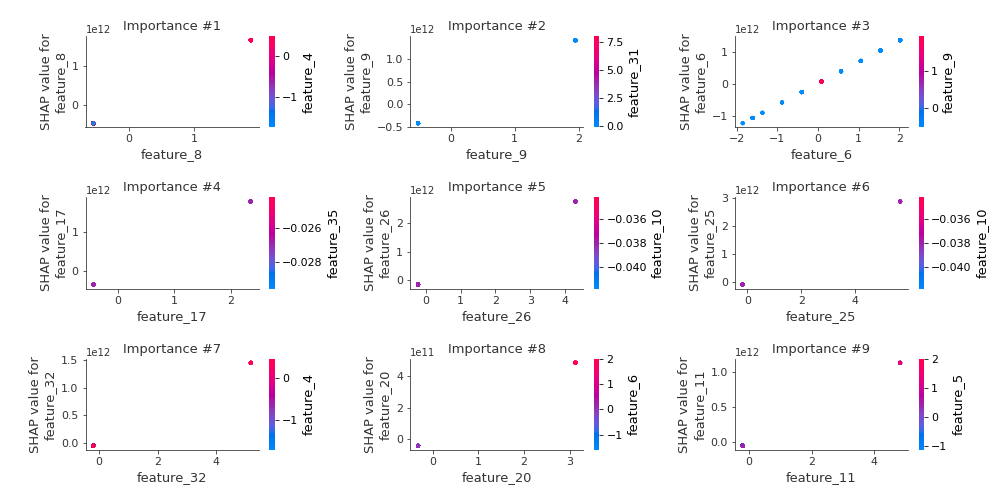 Importance #1
1e12
SHAP value for
feature_8
1
0
0
1
feature_8
0
−1
feature_4
Importance #2
1e12
SHAP value for
feature_9
1.0
0.5
0.0
−0.5
0
1
2
feature_9
7.5
5.0
2.5
0.0
feature_31
Importance #3
1e12
SHAP value for
feature_6
1
0
−1
−2
−1
0
1
2
feature_6
1
0
feature_9
Importance #4
1e12
SHAP value for
feature_17
1
0
0
1
2
feature_17
−0.026
−0.028
feature_35
Importance #5
1e12
SHAP value for
feature_26
2
1
0
0
1
2
3
4
feature_26
−0.036
−0.038
−0.040
feature_10
Importance #6
1e12
SHAP value for
feature_25
3
2
1
0
0
2
4
feature_25
−0.036
−0.038
−0.040
feature_10
Importance #7
1e12
SHAP value for
feature_32
1.5
1.0
0.5
0.0
0
2
4
feature_32
0
−1
feature_4
Importance #8
1e11
SHAP value for
feature_20
4
2
0
0
1
2
3
feature_20
2
1
0
−1
feature_6
Importance #9
1e12
SHAP value for
feature_11
1.0
0.5
0.0
0
2
4
feature_11
2
1
0
−1
feature_5